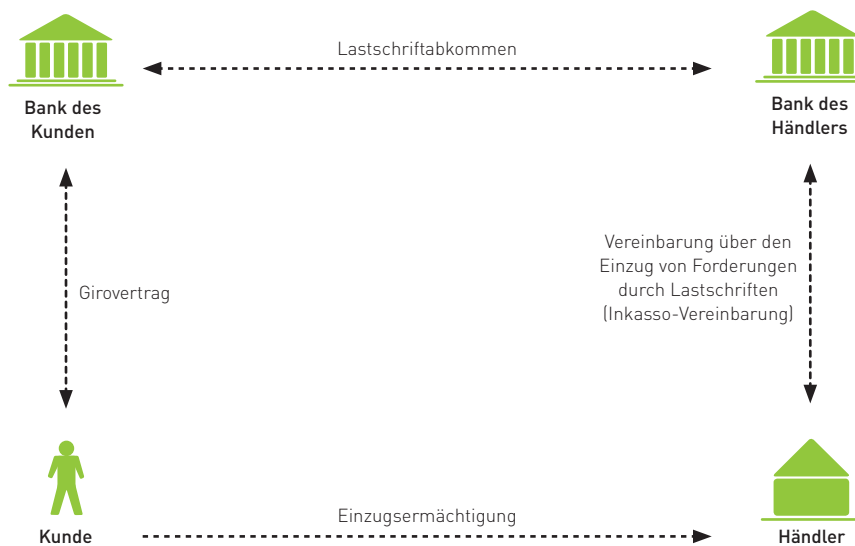 Lastschriftabkommen
Bank des
Kunden
Bank des
Händlers
Vereinbarung über den
Einzug von Forderungen
durch Lastschriften
(Inkasso-Vereinbarung)
Girovertrag
Einzugsermächtigung
Kunde
Händler